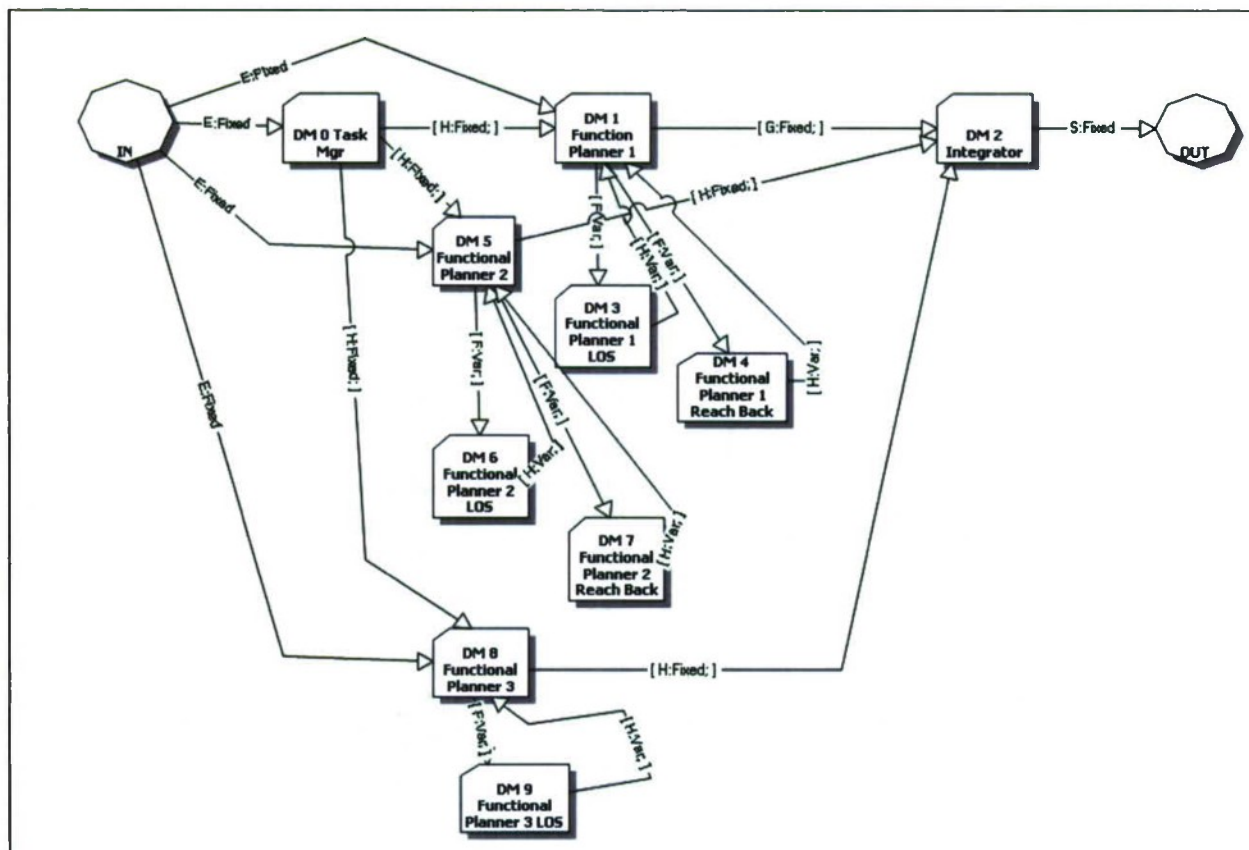 E:Fixed
IN
E:Fixed
DM 0 Task
Mgr
[ H:Fixed; ]
DM 1
Function
Planner 1
[ G:Fixed; ]
DM 2
Integrator
S:Fixed
OUT
E:Fixed
[ H:Fixed; ]
DM 5
Functional
Planner 2
[ H:Fixed; ]
[ F:Var; ]
[ H:Var; ]
[ F:Var; ]
[ H:Var; ]
DM 3
Functional
Planner 1
LOS
DM 4
Functional
Planner 1
Reach Back
E:Fixed
[ H:Fixed; ]
[ F:Var; ]
[ F:Var; ]
[ H:Var; ]
[ H:Var; ]
DM 6
Functional
Planner 2
LOS
DM 7
Functional
Planner 2
Reach Back
DM 8
Functional
Planner 3
[ H:Fixed; ]
[ F:Var; ]
[ H:Var; ]
DM 9
Functional
Planner 3 LOS